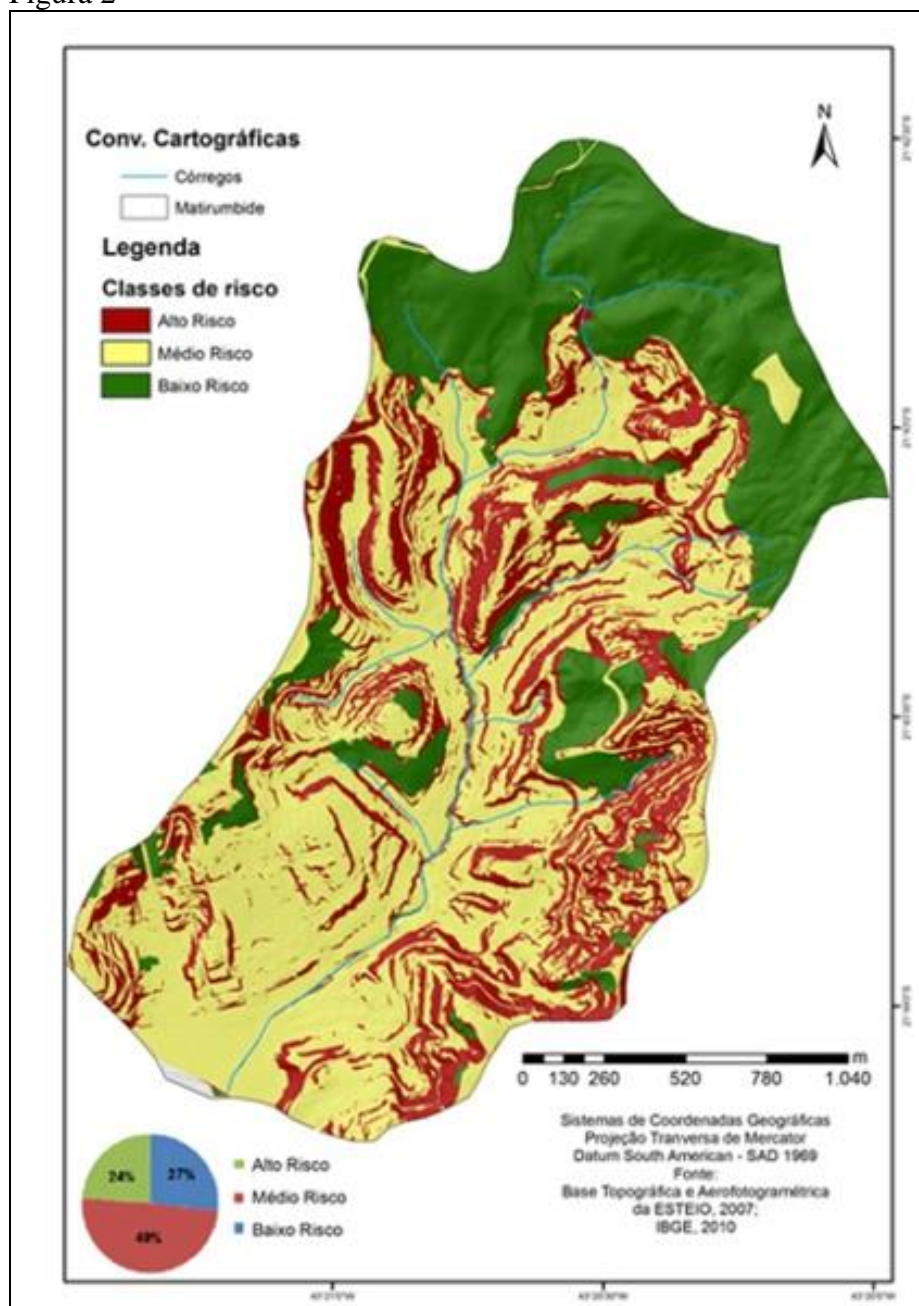 Figura 2
Conv. Cartográficas
Córregos
Matirumbide
Legenda
Classes de risco
Alto Risco
Médio Risco
Baixo Risco
N
m
0 130 260 520 780 1.040
Sistemas de Coordenadas Geográficas
Projeção Tranversa de Mercator
Datum South American - SAD 1969
Fonte:
Base Topográfica e Aerofotogramétrica
da ESTEIO, 2007;
IBGE, 2010
24%
27%
49%
Alto Risco
Médio Risco
Baixo Risco